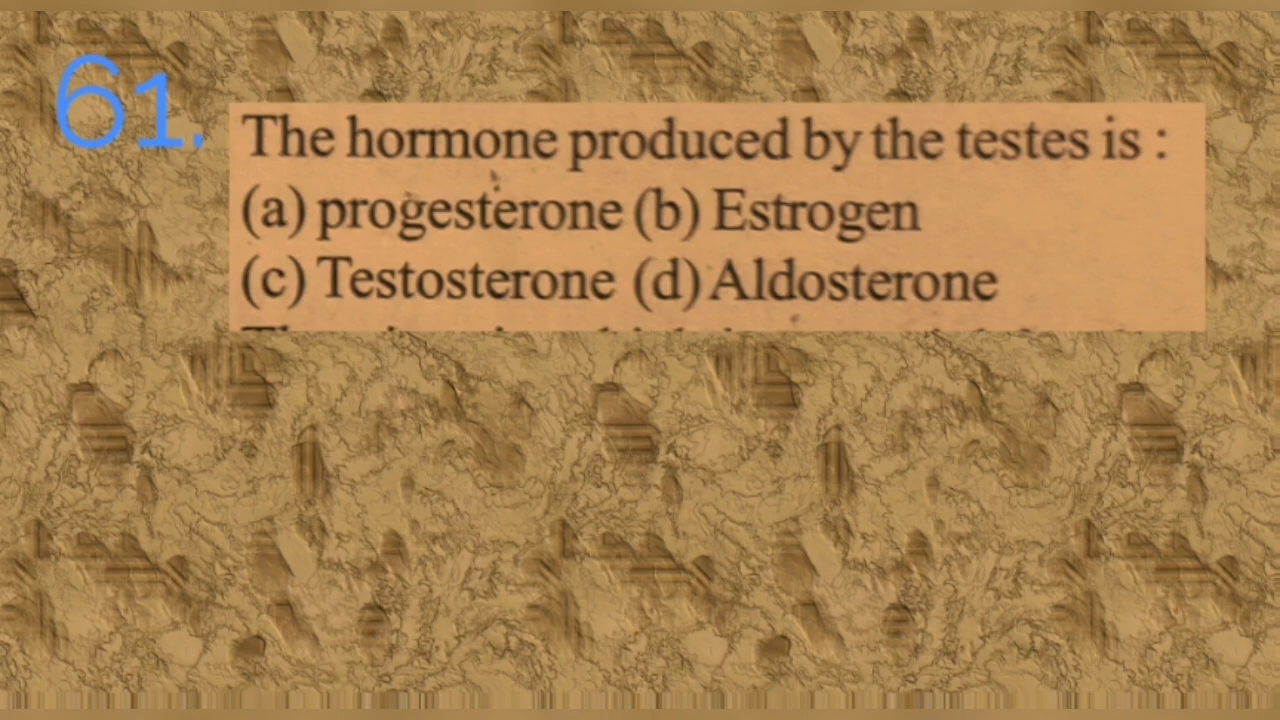 61.
The hormone produced by the testes is :
(a) progesterone (b) Estrogen
(c) Testosterone (d) Aldosterone